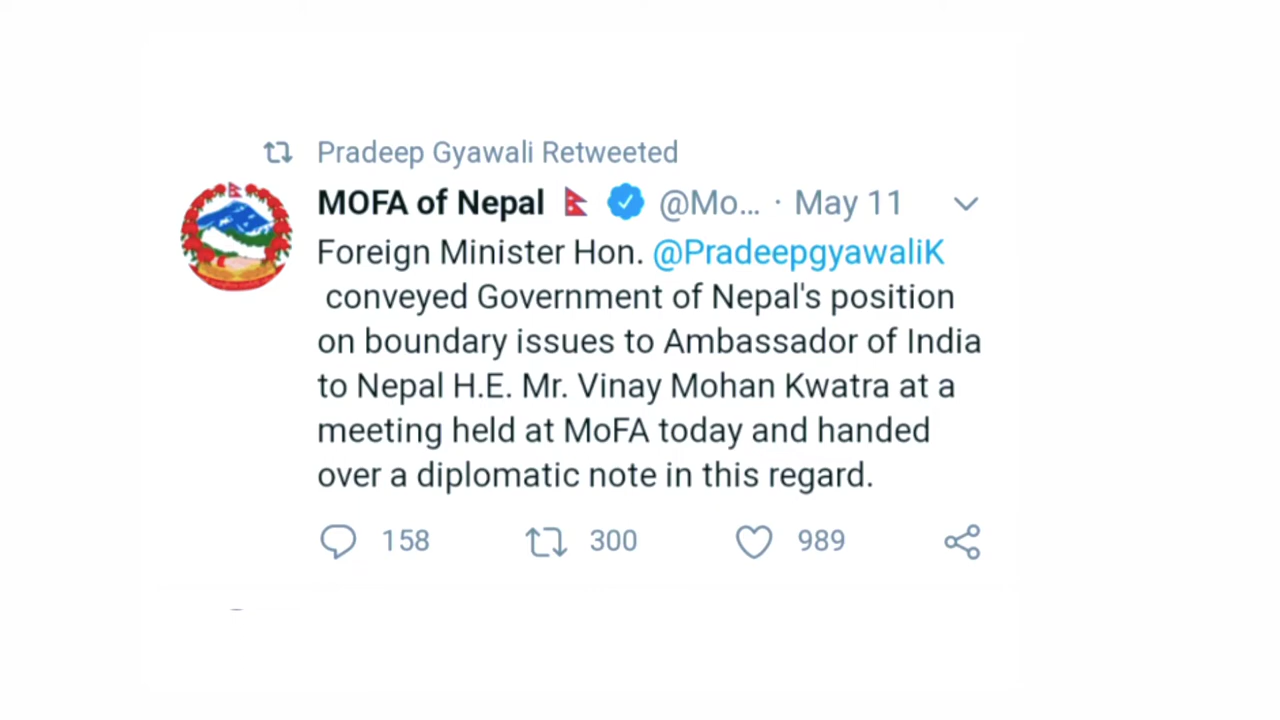 Pradeep Gyawali Retweeted
MOFA of Nepal 🇳🇵 @Mo... · May 11
Foreign Minister Hon. @PradeepgyawaliK
conveyed Government of Nepal's position
on boundary issues to Ambassador of India
to Nepal H.E. Mr. Vinay Mohan Kwatra at a
meeting held at MoFA today and handed
over a diplomatic note in this regard.
158 300 989